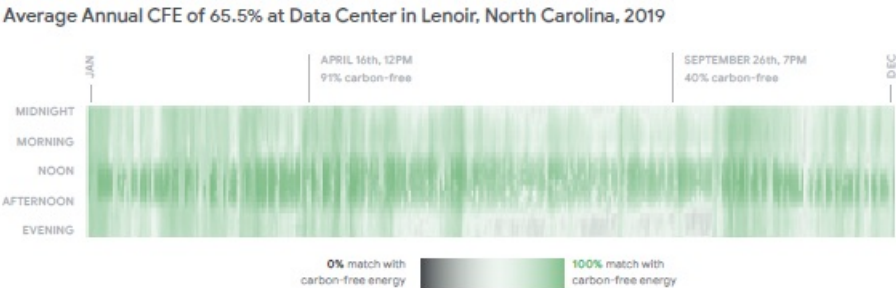 Average Annual CFE of 65.5% at Data Center in Lenoir, North Carolina, 2019
JAN
APRIL 16th, 12PM
91% carbon-free
SEPTEMBER 26th, 7PM
40% carbon-free
DEC
MIDNIGHT
MORNING
NOON
AFTERNOON
EVENING
0% match with
carbon-free energy
100% match with
carbon-free energy